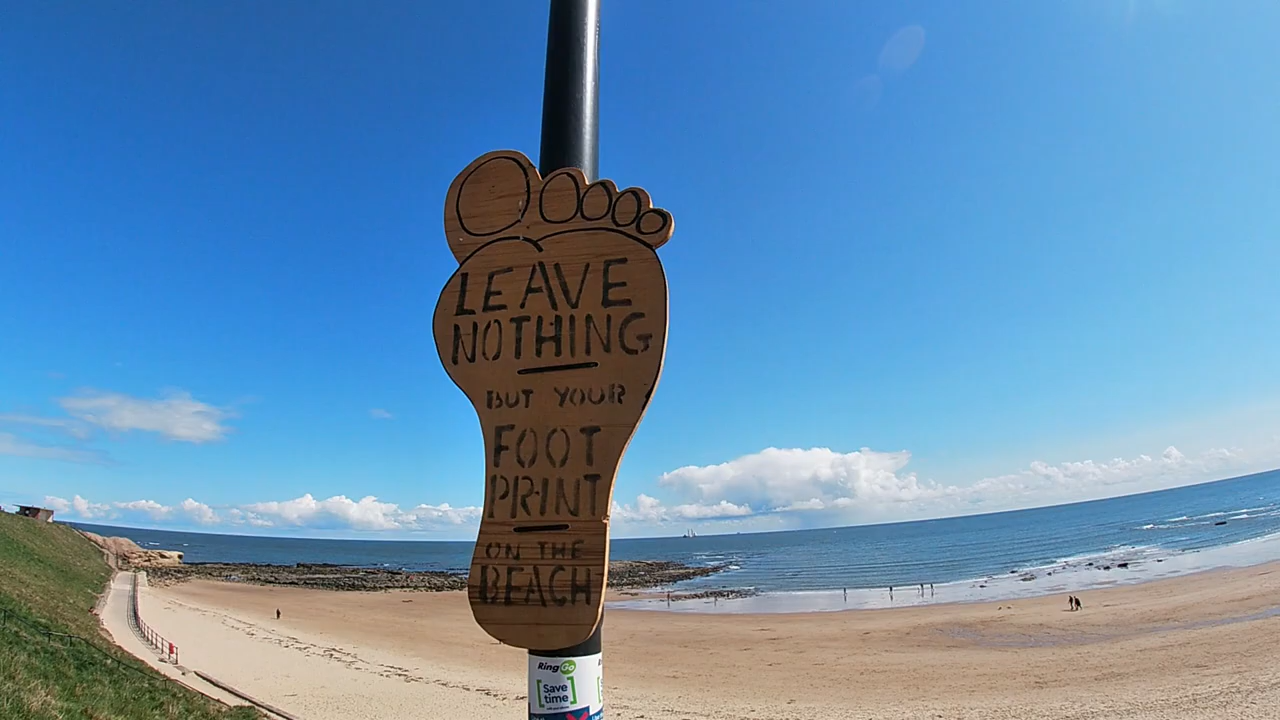 LEAVE
NOTHING
BUT YOUR
FOOT
PRINT
ON THE
BEACH
RingGo
Save
time